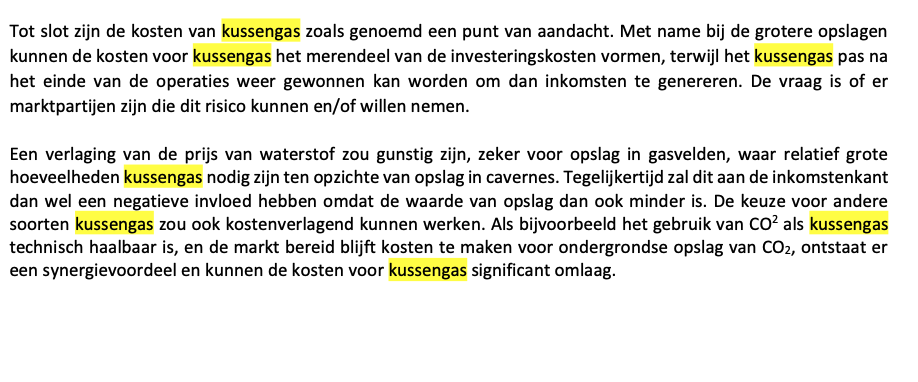 Tot slot zijn de kosten van kussengas zoals genoemd een punt van aandacht. Met name bij de grotere opslagen
kunnen de kosten voor kussengas het merendeel van de investeringskosten vormen, terwijl het kussengas pas na
het einde van de operaties weer gewonnen kan worden om dan inkomsten te genereren. De vraag is of er
marktpartijen zijn die dit risico kunnen en/of willen nemen.
Een verlaging van de prijs van waterstof zou gunstig zijn, zeker voor opslag in gasvelden, waar relatief grote
hoeveelheden kussengas nodig zijn ten opzichte van opslag in cavernes. Tegelijkertijd zal dit aan de inkomstenkant
dan wel een negatieve invloed hebben omdat de waarde van opslag dan ook minder is. De keuze voor andere
soorten kussengas zou ook kostenverlagend kunnen werken. Als bijvoorbeeld het gebruik van CO² als kussengas
technisch haalbaar is, en de markt bereid blijft kosten te maken voor ondergrondse opslag van CO₂, ontstaat er
een synergievoordeel en kunnen de kosten voor kussengas significant omlaag.